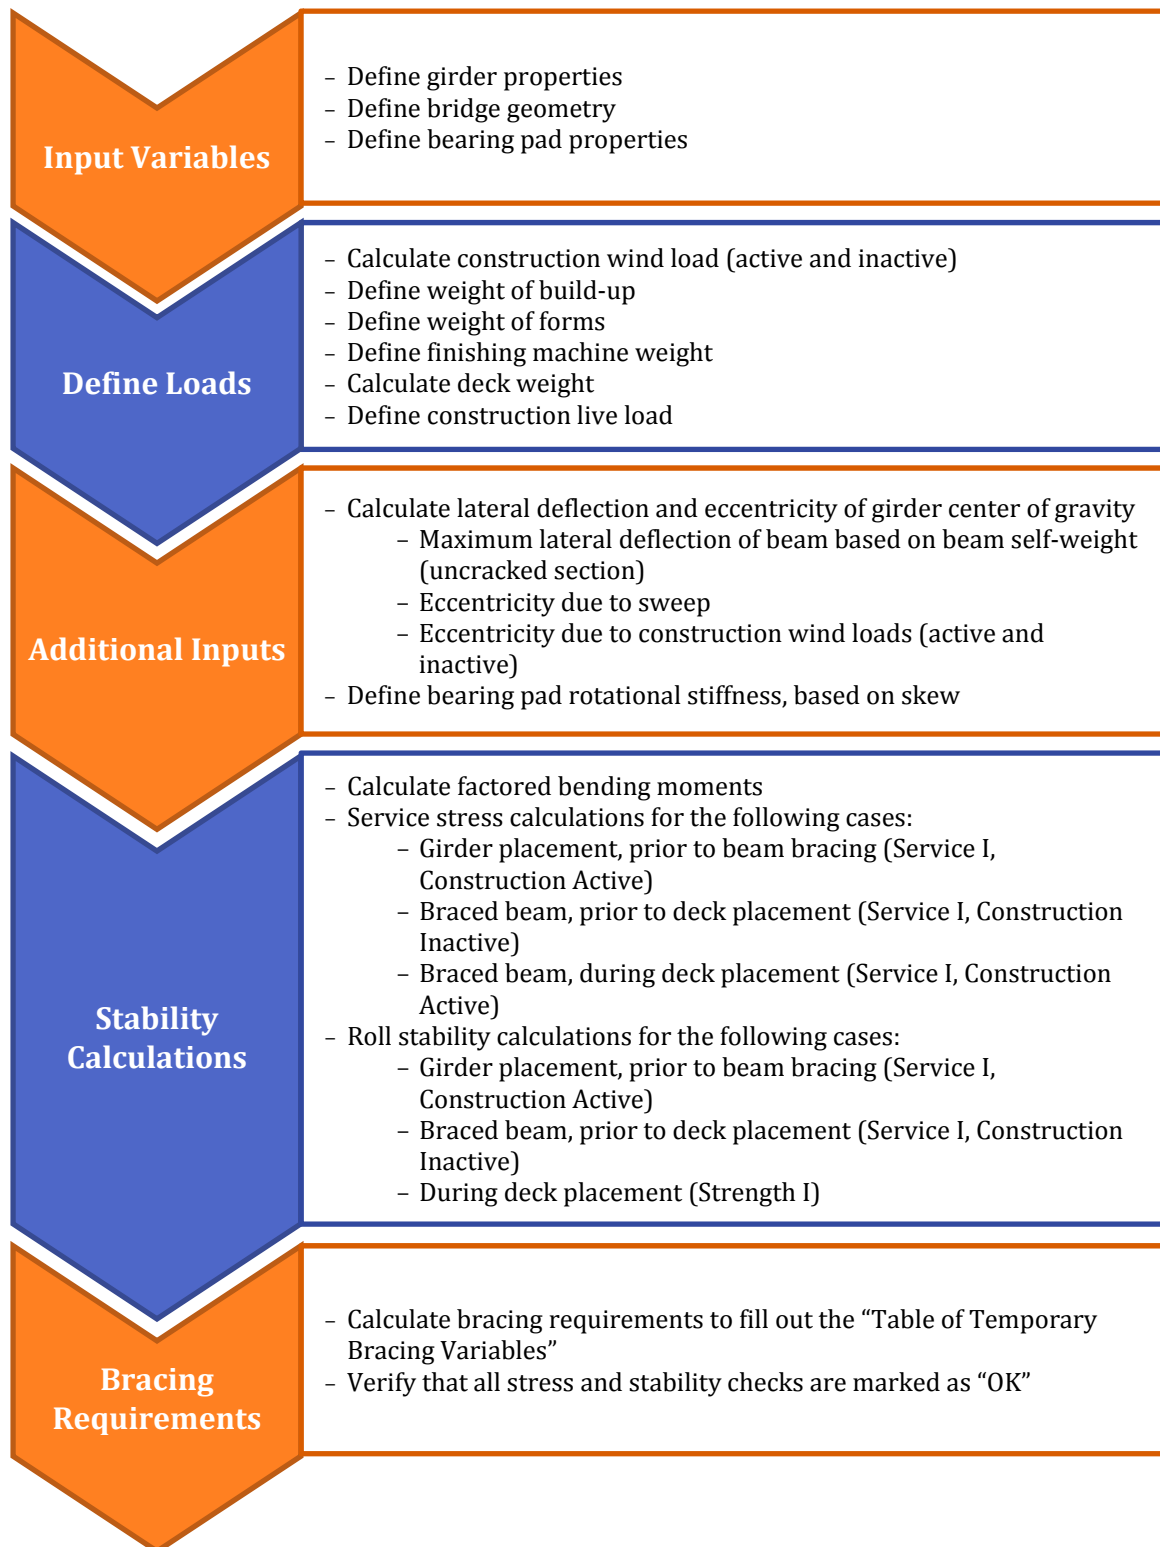 Input Variables
– Define girder properties
– Define bridge geometry
– Define bearing pad properties
Define Loads
– Calculate construction wind load (active and inactive)
– Define weight of build-up
– Define weight of forms
– Define finishing machine weight
– Calculate deck weight
– Define construction live load
Additional Inputs
– Calculate lateral deflection and eccentricity of girder center of gravity
– Maximum lateral deflection of beam based on beam self-weight
(uncracked section)
– Eccentricity due to sweep
– Eccentricity due to construction wind loads (active and
inactive)
– Define bearing pad rotational stiffness, based on skew
Stability
Calculations
– Calculate factored bending moments
– Service stress calculations for the following cases:
– Girder placement, prior to beam bracing (Service I,
Construction Active)
– Braced beam, prior to deck placement (Service I, Construction
Inactive)
– Braced beam, during deck placement (Service I, Construction
Active)
– Roll stability calculations for the following cases:
– Girder placement, prior to beam bracing (Service I,
Construction Active)
– Braced beam, prior to deck placement (Service I, Construction
Inactive)
– During deck placement (Strength I)
Bracing
Requirements
– Calculate bracing requirements to fill out the “Table of Temporary
Bracing Variables”
– Verify that all stress and stability checks are marked as “OK”